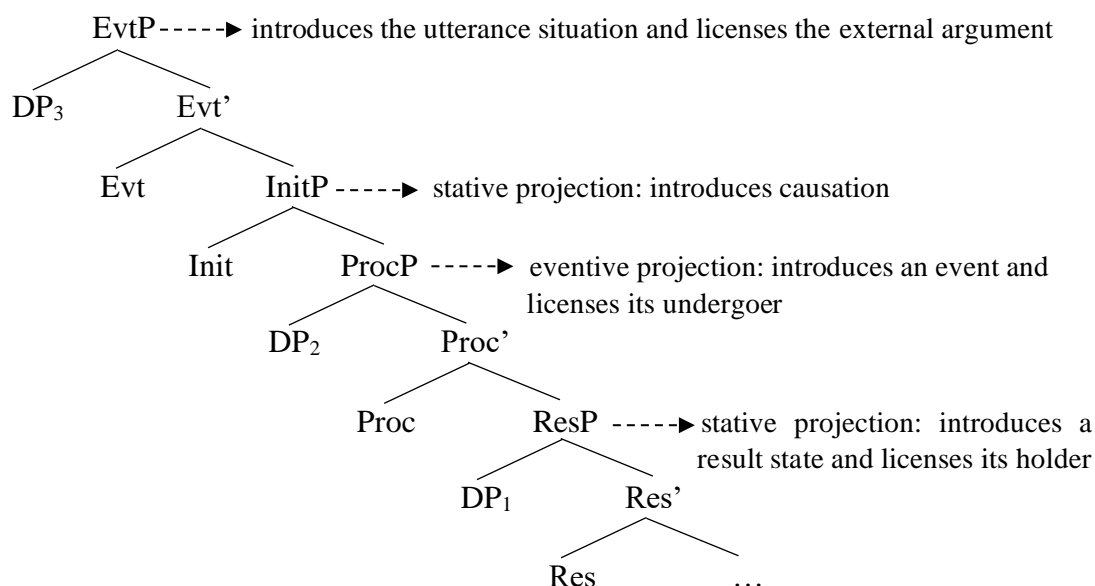 EvtP introduces the utterance situation and licenses the external argument
DP₃ Evt’
Evt InitP stative projection: introduces causation
Init ProcP eventive projection: introduces an event and
licenses its undergoer
DP₂ Proc’
Proc ResP stative projection: introduces a
result state and licenses its holder
DP₁ Res’
Res …